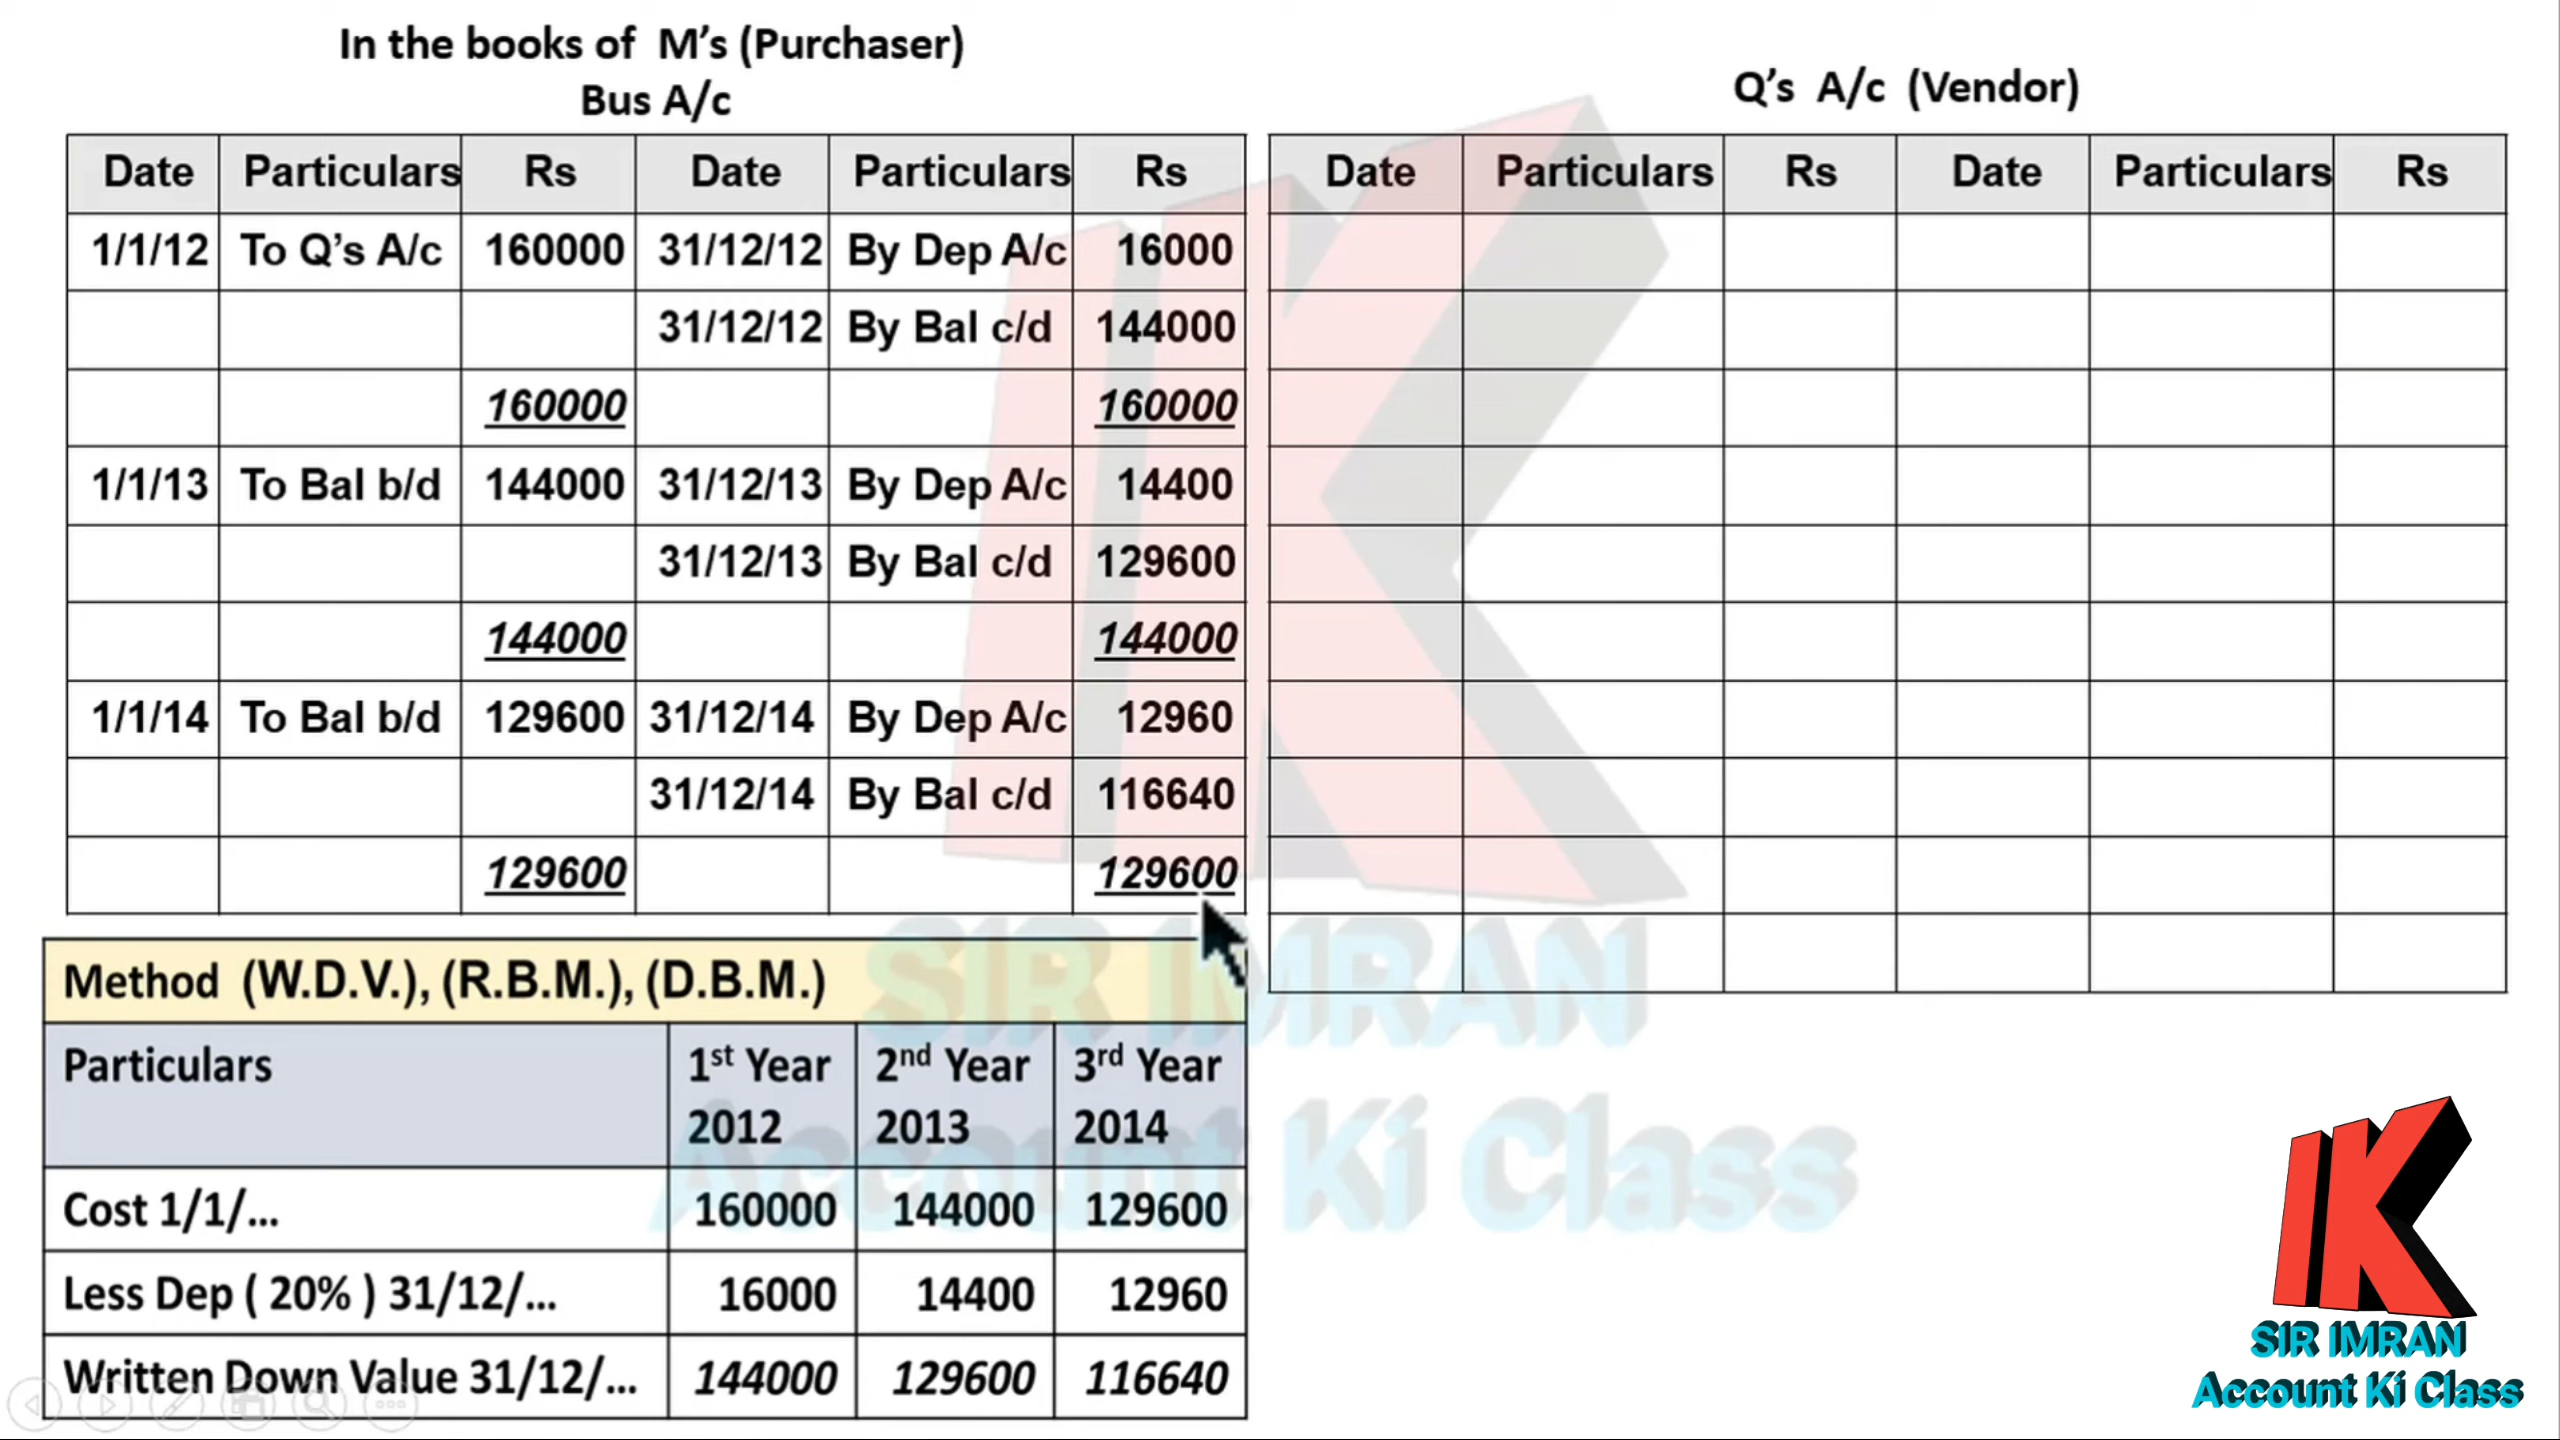 In the books of M's (Purchaser)
Bus A/c
Date Particulars Rs Date Particulars Rs
1/1/12 To Q's A/c 160000 31/12/12 By Dep A/c 16000
31/12/12 By Bal c/d 144000
160000 160000
1/1/13 To Bal b/d 144000 31/12/13 By Dep A/c 14400
31/12/13 By Bal c/d 129600
144000 144000
1/1/14 To Bal b/d 129600 31/12/14 By Dep A/c 12960
31/12/14 By Bal c/d 116640
129600 129600
Q's A/c (Vendor)
Date Particulars Rs Date Particulars Rs
Method (W.D.V.), (R.B.M.), (D.B.M.)
Particulars 1st Year 2nd Year 3rd Year
2012 2013 2014
Cost 1/1/... 160000 144000 129600
Less Dep ( 20% ) 31/12/... 16000 14400 12960
Written Down Value 31/12/... 144000 129600 116640
IK
SIR IMRAN
Account Ki Class
IK
SIR IMRAN
Account Ki Class